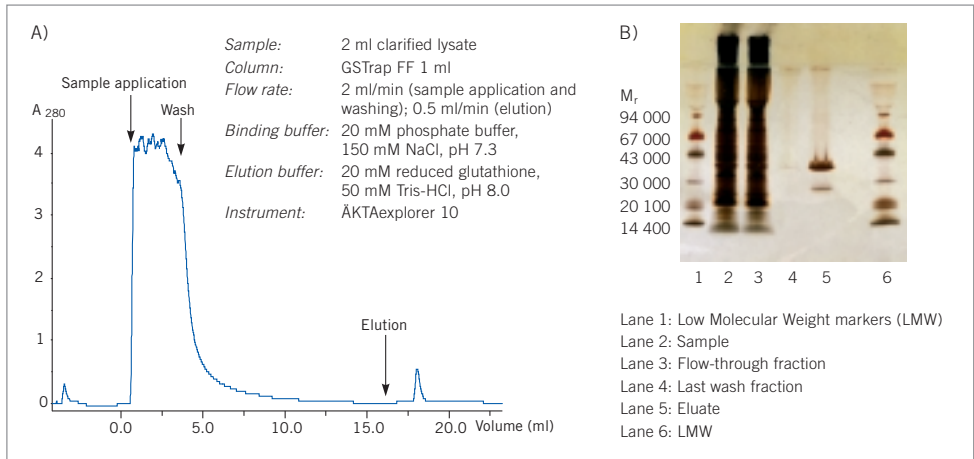 A)
Sample: 2 ml clarified lysate
Column: GSTrap FF 1 ml
Flow rate: 2 ml/min (sample application and
washing); 0.5 ml/min (elution)
Binding buffer: 20 mM phosphate buffer,
150 mM NaCl, pH 7.3
Elution buffer: 20 mM reduced glutathione,
50 mM Tris-HCl, pH 8.0
Instrument: ÄKTAexplorer 10
Sample application
Wash
A 280
4
3
2
1
0
Elution
0.0 5.0 10.0 15.0 20.0 Volume (ml)
B)
Mr
94 000
67 000
43 000
30 000
20 100
14 400
1 2 3 4 5 6
Lane 1: Low Molecular Weight markers (LMW)
Lane 2: Sample
Lane 3: Flow-through fraction
Lane 4: Last wash fraction
Lane 5: Eluate
Lane 6: LMW